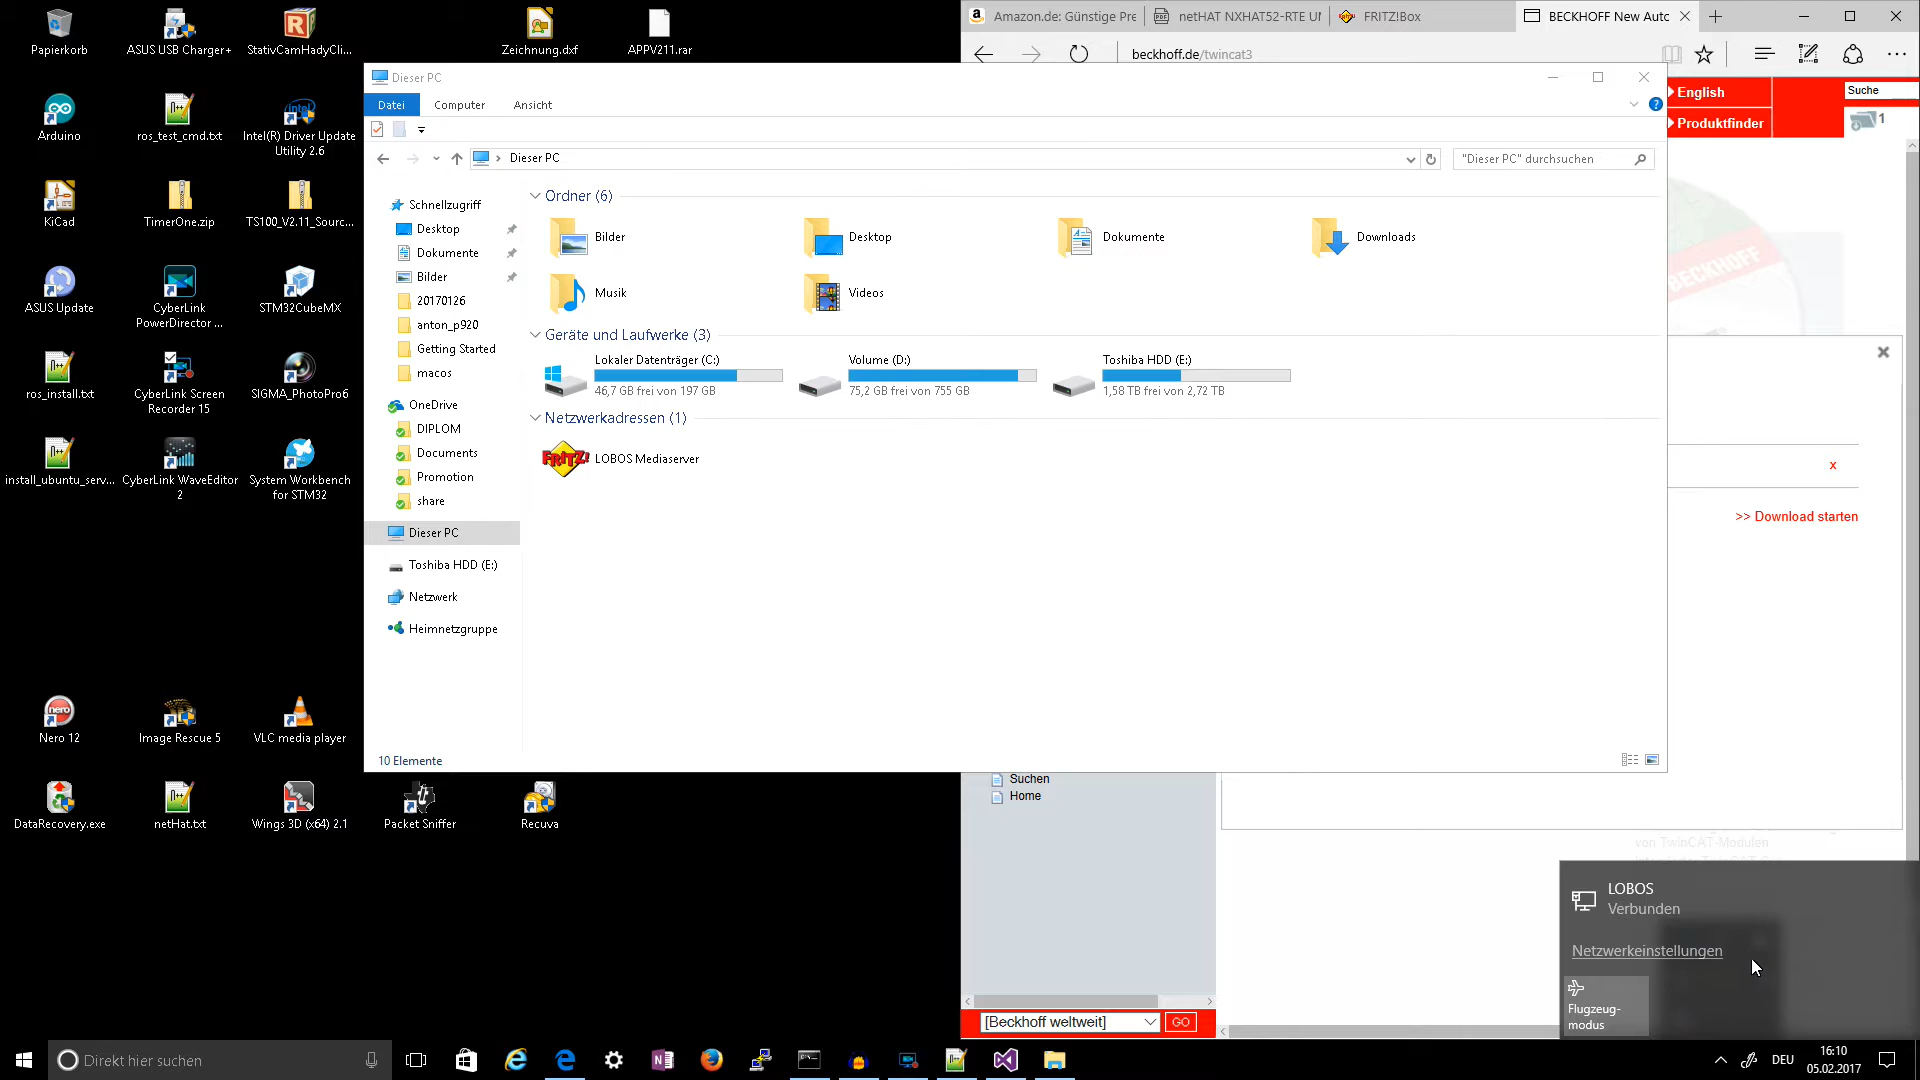 Papierkorb
ASUS USB Charger+
StativCamHadyCli...
Zeichnung.dxf
APPV211.rar
Amazon.de: Günstige Pre
netHAT NXHAT52-RTE U
FRITZ!Box
BECKHOFF New Auto
beckhoff.de/twincat3
Dieser PC
Datei
Computer
Ansicht
English
Suche
Produktfinder
1
Dieser PC
"Dieser PC" durchsuchen
Arduino
ros_test_cmd.txt
Intel(R) Driver Update
Utility 2.6
KiCad
TimerOne.zip
TS100_V2.11_Sourc...
ASUS Update
CyberLink
PowerDirector ...
STM32CubeMX
ros_install.txt
CyberLink Screen
Recorder 15
SIGMA_PhotoPro6
install_ubuntu_serv...
CyberLink WaveEditor
2
System Workbench
for STM32
Nero 12
Image Rescue 5
VLC media player
DataRecovery.exe
netHat.txt
Wings 3D (x64) 2.1
Packet Sniffer
Recuva
Schnellzugriff
Desktop
Dokumente
Bilder
20170126
anton_p920
Getting Started
macos
OneDrive
DIPLOM
Documents
Promotion
share
Dieser PC
Toshiba HDD (E:)
Netzwerk
Heimnetzgruppe
Ordner (6)
Bilder
Desktop
Dokumente
Downloads
Musik
Videos
Geräte und Laufwerke (3)
Lokaler Datenträger (C:)
46,7 GB frei von 197 GB
Volume (D:)
75,2 GB frei von 755 GB
Toshiba HDD (E:)
1,58 TB frei von 2,72 TB
Netzwerkadressen (1)
FRITZ!
LOBOS Mediaserver
10 Elemente
BECKHOFF
x
>> Download starten
Suchen
Home
von TwinCAT-Modulen
[Beckhoff weltweit]
GO
LOBOS
Verbunden
Netzwerkeinstellungen
Flugzeug-
modus
Direkt hier suchen
DEU
16:10
05.02.2017